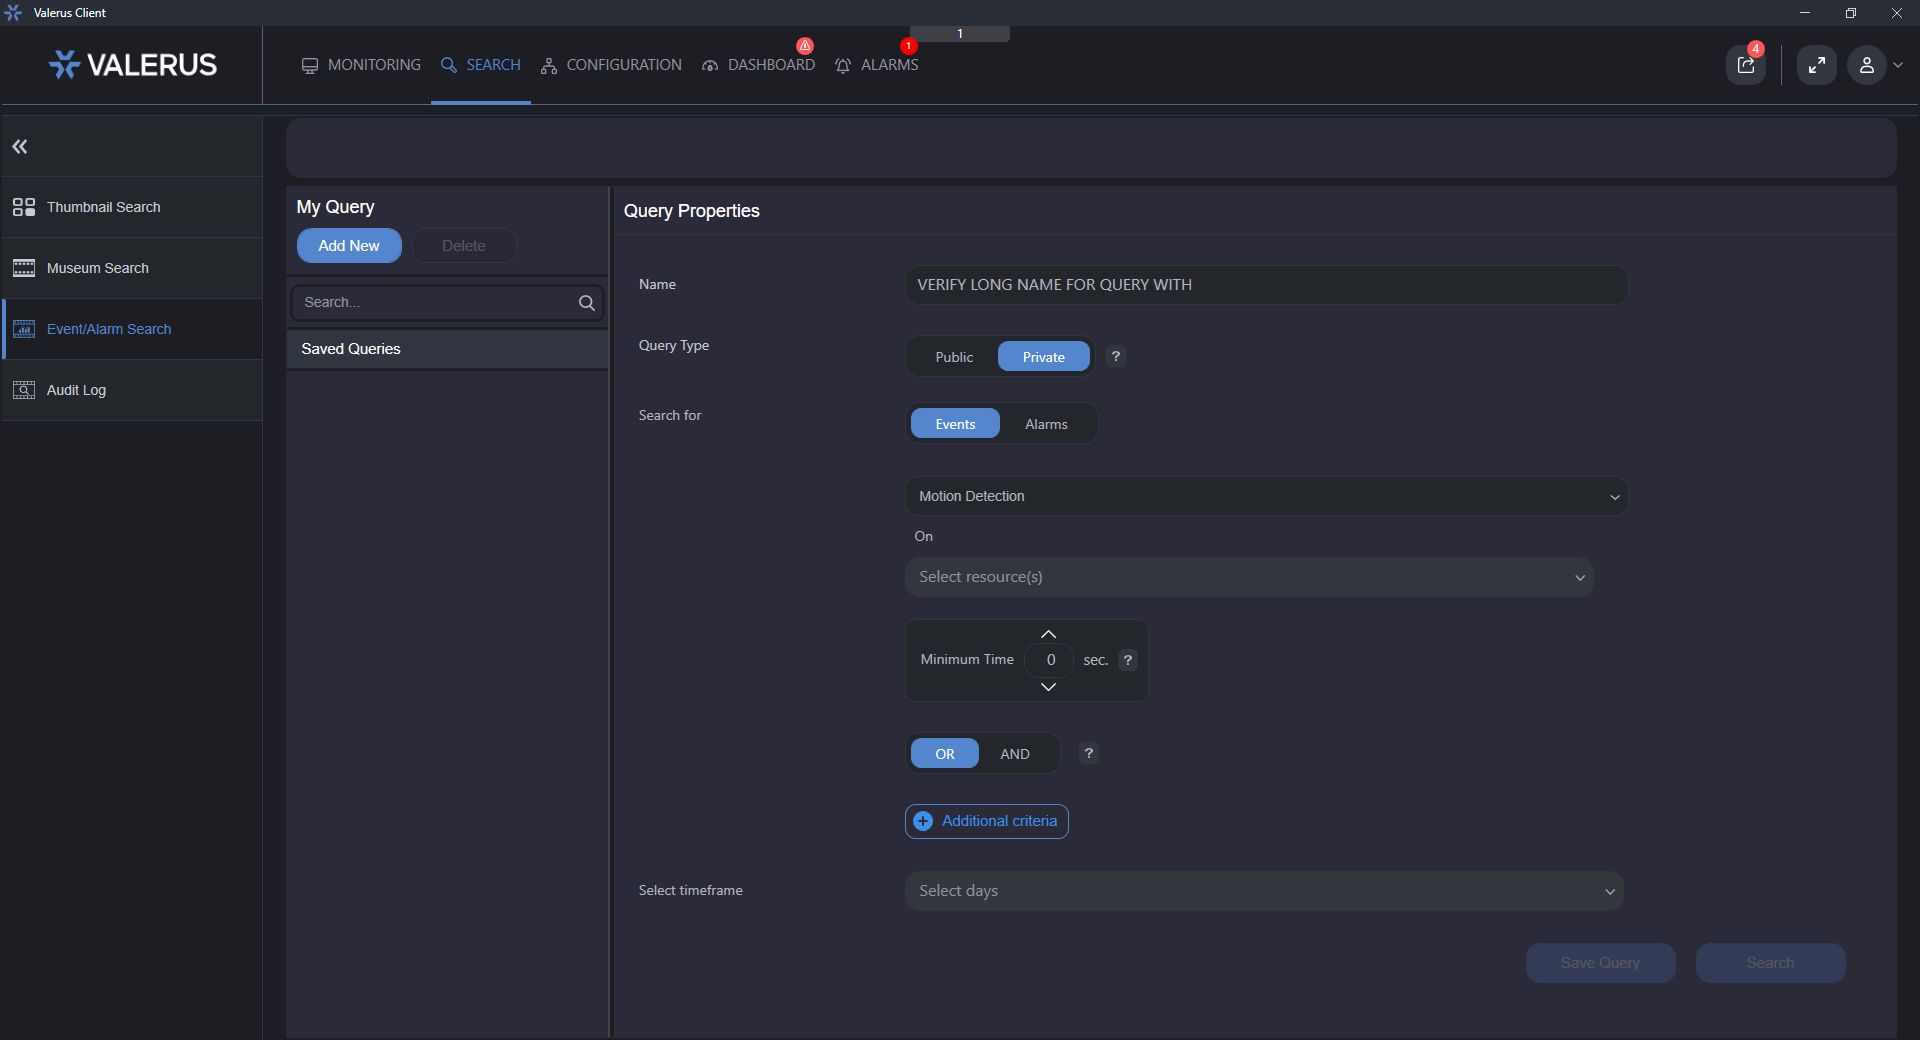 Valerus Client
1
VALERUS
MONITORING
SEARCH
CONFIGURATION
DASHBOARD
ALARMS
1
4
Thumbnail Search
Museum Search
Event/Alarm Search
Audit Log
My Query
Add New
Delete
Search...
Saved Queries
Query Properties
Name
VERIFY LONG NAME FOR QUERY WITH
Query Type
Public
Private
?
Search for
Events
Alarms
Motion Detection
On
Select resource(s)
Minimum Time
0
sec.
?
OR
AND
?
Additional criteria
Select timeframe
Select days
Save Query
Search